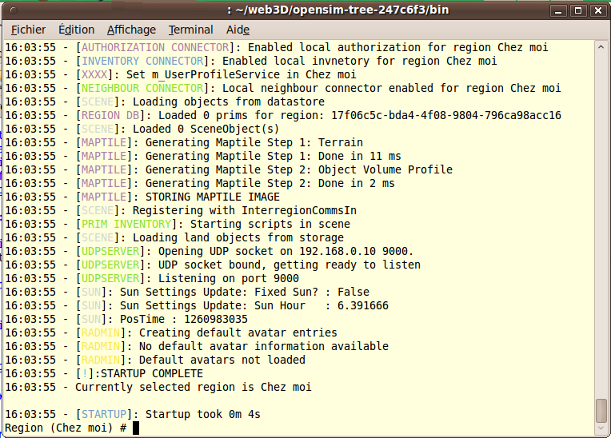 : ~/web3D/opensim-tree-247c6f3/bin
Fichier Édition Affichage Terminal Aide
16:03:55 - [AUTHORIZATION CONNECTOR]: Enabled local authorization for region Chez moi
16:03:55 - [INVENTORY CONNECTOR]: Enabled local invnetory for region Chez moi
16:03:55 - [XXXX]: Set m_UserProfileService in Chez moi
16:03:55 - [NEIGHBOUR CONNECTOR]: Local neighbour connector enabled for region Chez moi
16:03:55 - [SCENE]: Loading objects from datastore
16:03:55 - [REGION DB]: Loaded 0 prims for region: 17f06c5c-bda4-4f08-9804-796ca98acc16
16:03:55 - [SCENE]: Loaded 0 SceneObject(s)
16:03:55 - [MAPTILE]: Generating Maptile Step 1: Terrain
16:03:55 - [MAPTILE]: Done in 11 ms
16:03:55 - [MAPTILE]: Generating Maptile Step 2: Object Volume Profile
16:03:55 - [MAPTILE]: Done in 2 ms
16:03:55 - [MAPTILE]: STORING MAPTILE IMAGE
16:03:55 - [SCENE]: Registering with InterregionCommsIn
16:03:55 - [PRIM INVENTORY]: Starting scripts in scene
16:03:55 - [SCENE]: Loading land objects from storage
16:03:55 - [UDPSERVER]: Opening UDP socket on 192.168.0.10 9000.
16:03:55 - [UDPSERVER]: UDP socket bound, getting ready to listen
16:03:55 - [UDPSERVER]: Listening on port 9000
16:03:55 - [SUN]: Sun Settings Update: Fixed Sun? : False
16:03:55 - [SUN]: Sun Settings Update: Sun Hour   : 6.391666
16:03:55 - [SUN]: PosTime : 1260983035
16:03:55 - [RADMIN]: Creating default avatar entries
16:03:55 - [RADMIN]: No default avatar information available
16:03:55 - [RADMIN]: Default avatars not loaded
16:03:55 - [!]:STARTUP COMPLETE
16:03:55 - Currently selected region is Chez moi
16:03:55 - [STARTUP]: Startup took 0m 4s
Region (Chez moi) #